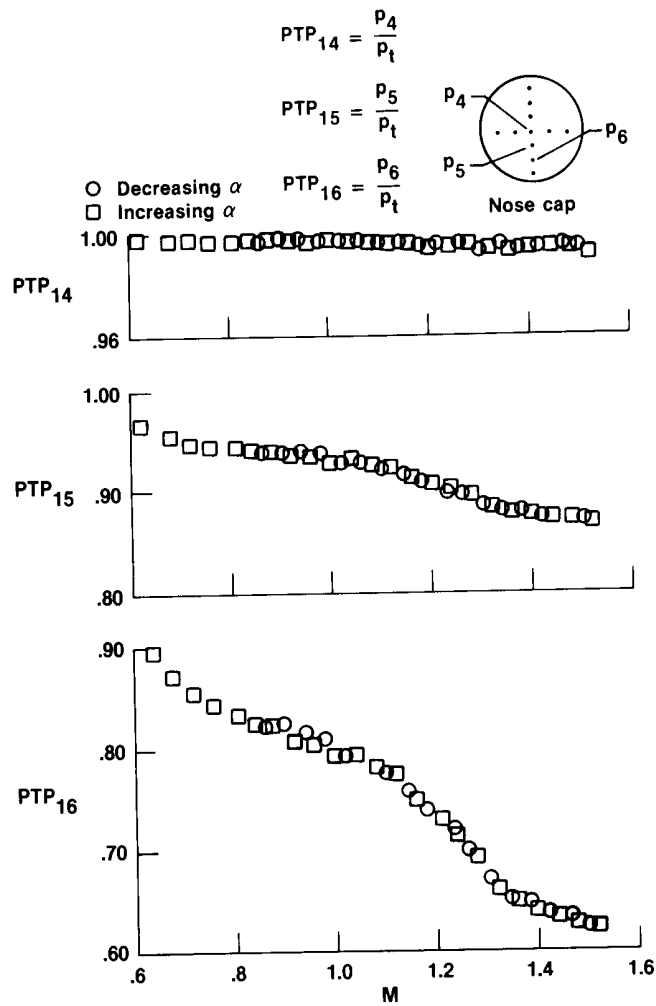 PTP14 = p4/pt
PTP15 = p5/pt
PTP16 = p6/pt
p4
p5
p6
Nose cap
○ Decreasing α
□ Increasing α
1.00
PTP14
.96
1.00
PTP15
.90
.80
.90
.80
PTP16
.70
.60
.6 .8 1.0 1.2 1.4 1.6
M